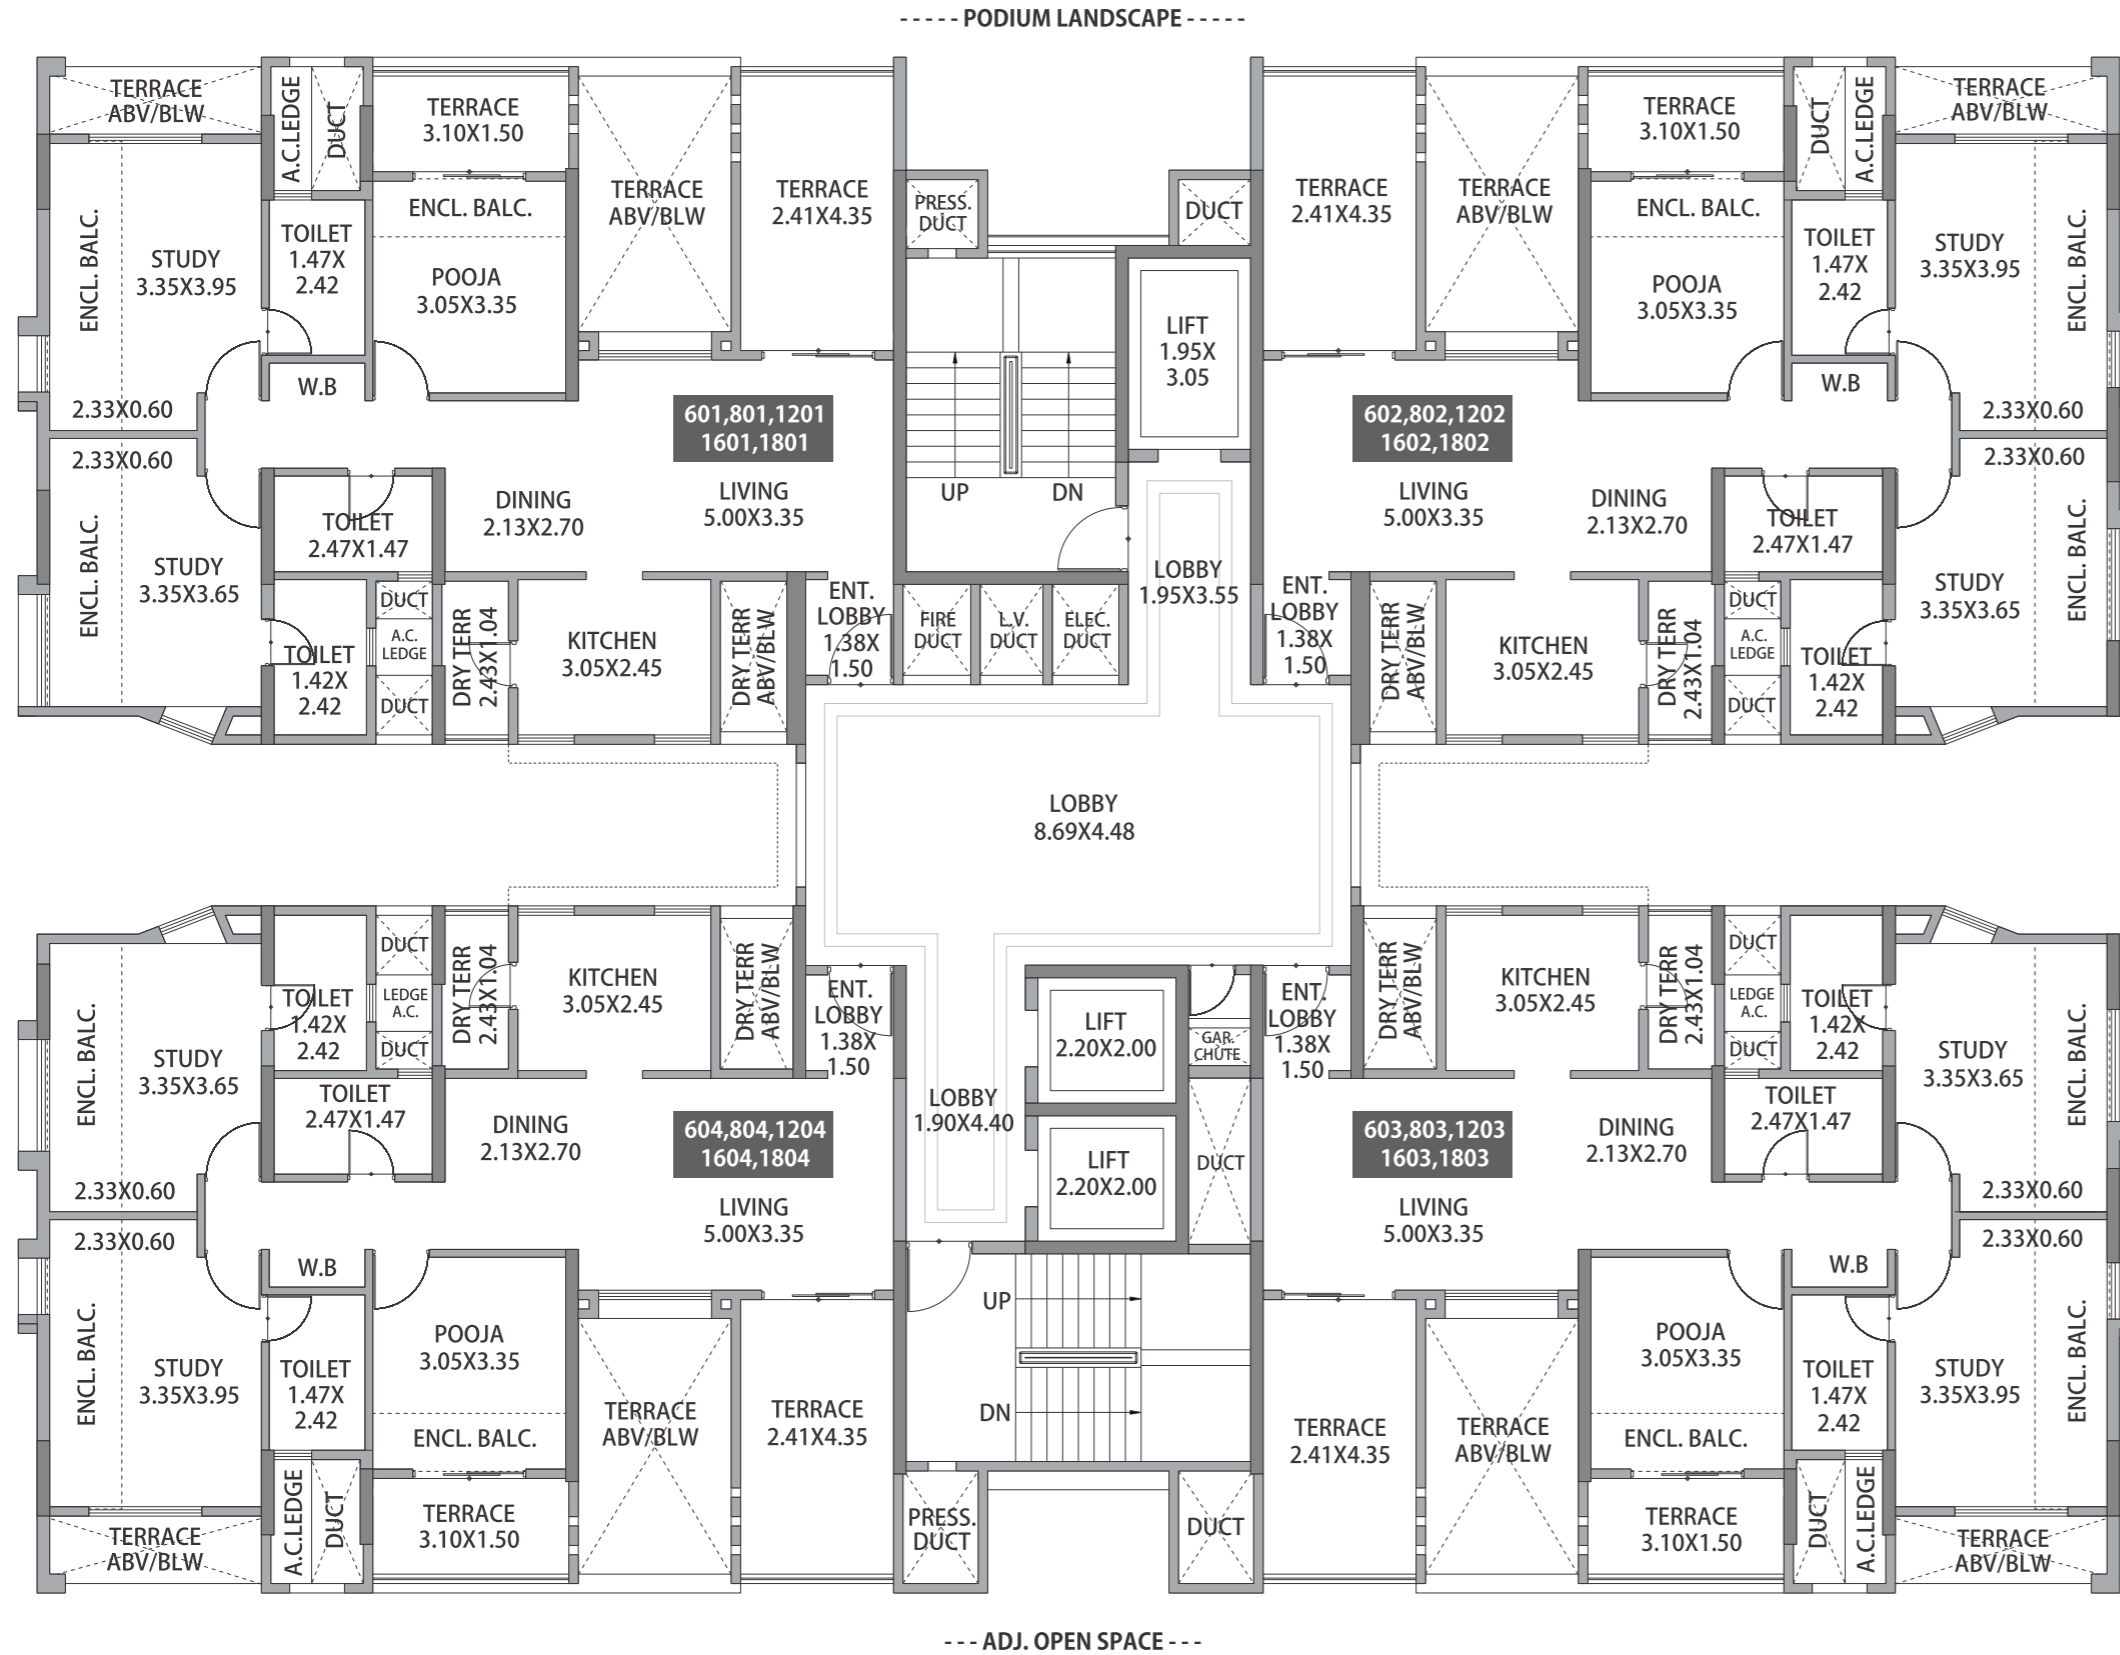 ----- PODIUM LANDSCAPE -----
TERRACE
ABV/BLW
A.C.LEDGE
DUCT
TERRACE
3.10X1.50
TERRACE
ABV/BLW
TERRACE
2.41X4.35
ENCL. BALC.
STUDY
3.35X3.95
TOILET
1.47X
2.42
ENCL. BALC.
POOJA
3.05X3.35
W.B
2.33X0.60
601,801,1201
1601,1801
2.33X0.60
ENCL. BALC.
STUDY
3.35X3.65
TOILET
2.47X1.47
DINING
2.13X2.70
LIVING
5.00X3.35
DUCT
A.C.
LEDGE
DUCT
TOILET
1.42X
2.42
DRY TERR
2.43X1.04
KITCHEN
3.05X2.45
DRY TERR
ABV/BLW
ENT.
LOBBY
1.38X
1.50
PRESS.
DUCT
DUCT
LIFT
1.95X
3.05
UP
DN
LOBBY
1.95X3.55
FIRE
DUCT
L.V.
DUCT
ELEC.
DUCT
TERRACE
2.41X4.35
TERRACE
ABV/BLW
TERRACE
3.10X1.50
DUCT
A.C.LEDGE
TERRACE
ABV/BLW
ENCL. BALC.
POOJA
3.05X3.35
TOILET
1.47X
2.42
STUDY
3.35X3.95
ENCL. BALC.
W.B
2.33X0.60
602,802,1202
1602,1802
2.33X0.60
LIVING
5.00X3.35
DINING
2.13X2.70
TOILET
2.47X1.47
STUDY
3.35X3.65
ENCL. BALC.
ENT.
LOBBY
1.38X
1.50
DRY TERR
ABV/BLW
KITCHEN
3.05X2.45
DRY TERR
2.43X1.04
DUCT
A.C.
LEDGE
DUCT
TOILET
1.42X
2.42
LOBBY
8.69X4.48
ENCL. BALC.
STUDY
3.35X3.65
TOILET
1.42X
2.42
DUCT
LEDGE
A.C.
DUCT
DRY TERR
2.43X1.04
KITCHEN
3.05X2.45
DRY TERR
ABV/BLW
ENT.
LOBBY
1.38X
1.50
TOILET
2.47X1.47
DINING
2.13X2.70
604,804,1204
1604,1804
LIVING
5.00X3.35
2.33X0.60
2.33X0.60
W.B
ENCL. BALC.
STUDY
3.35X3.95
TOILET
1.47X
2.42
POOJA
3.05X3.35
ENCL. BALC.
TERRACE
ABV/BLW
TERRACE
2.41X4.35
TERRACE
ABV/BLW
A.C.LEDGE
DUCT
TERRACE
3.10X1.50
LOBBY
1.90X4.40
LIFT
2.20X2.00
LIFT
2.20X2.00
GAR.
CHUTE
DUCT
UP
DN
PRESS.
DUCT
DUCT
ENT.
LOBBY
1.38X
1.50
DRY TERR
ABV/BLW
KITCHEN
3.05X2.45
DRY TERR
2.43X1.04
DUCT
LEDGE
A.C.
DUCT
TOILET
1.42X
2.42
STUDY
3.35X3.65
ENCL. BALC.
603,803,1203
1603,1803
DINING
2.13X2.70
TOILET
2.47X1.47
LIVING
5.00X3.35
2.33X0.60
2.33X0.60
W.B
POOJA
3.05X3.35
ENCL. BALC.
TOILET
1.47X
2.42
STUDY
3.35X3.95
ENCL. BALC.
TERRACE
2.41X4.35
TERRACE
ABV/BLW
TERRACE
3.10X1.50
DUCT
A.C.LEDGE
TERRACE
ABV/BLW
--- ADJ. OPEN SPACE ---